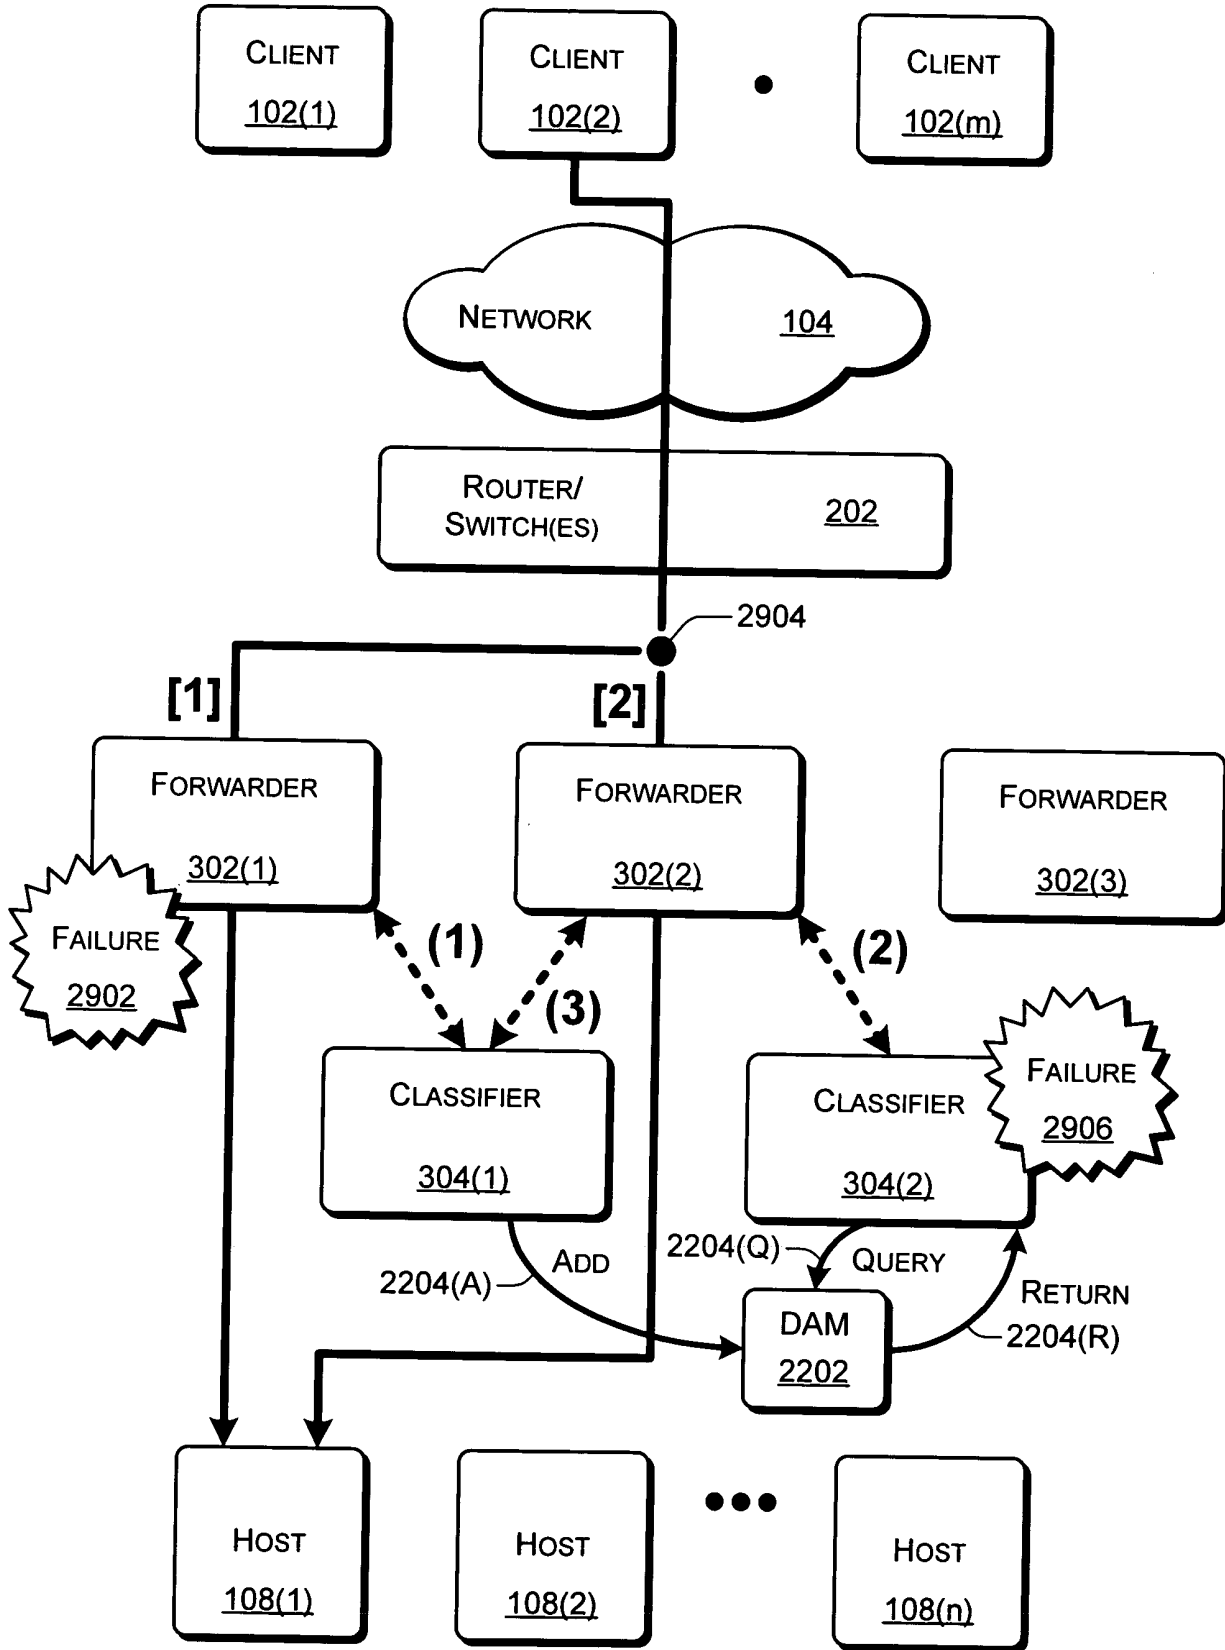 CLIENT
102(1)
CLIENT
102(2)
CLIENT
102(m)
NETWORK
104
ROUTER/
SWITCH(ES)
202
2904
[1]
[2]
FORWARDER
302(1)
FORWARDER
302(2)
FORWARDER
302(3)
FAILURE
2902
(1)
(3)
(2)
CLASSIFIER
304(1)
CLASSIFIER
304(2)
FAILURE
2906
2204(A)
ADD
2204(Q)
QUERY
RETURN
2204(R)
DAM
2202
HOST
108(1)
HOST
108(2)
HOST
108(n)